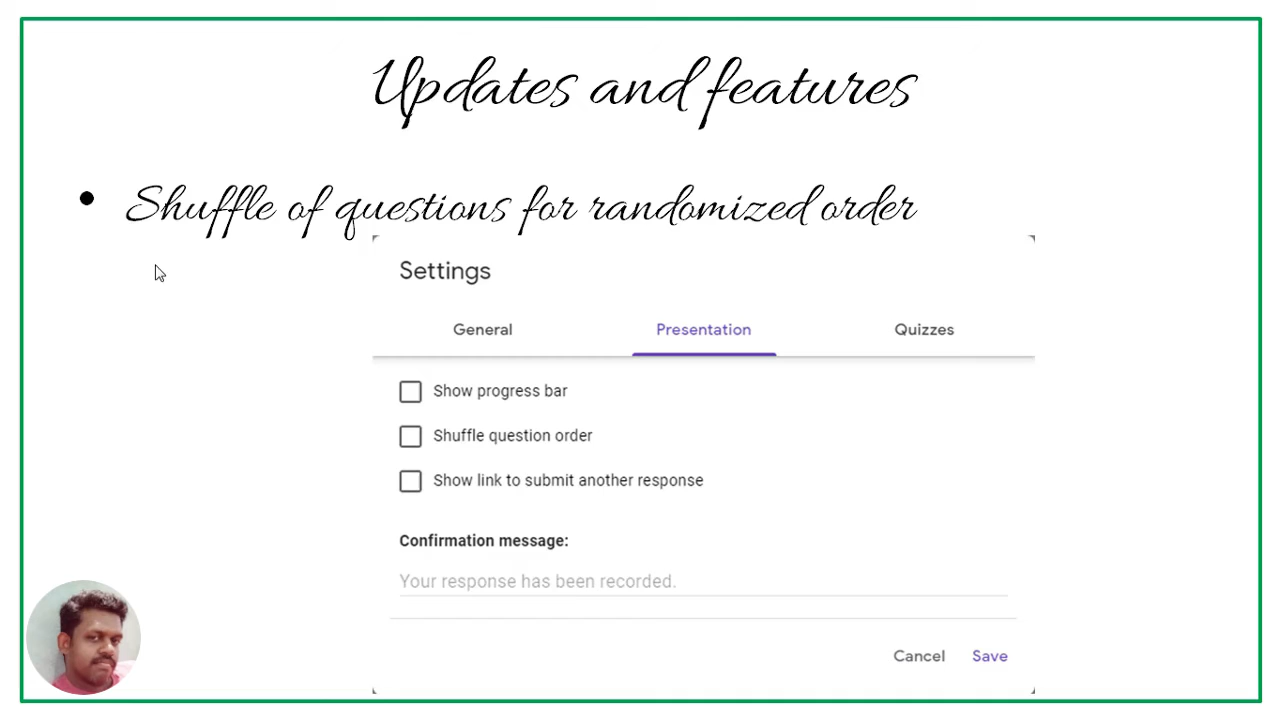 Updates and features
• Shuffle of questions for randomized order
Settings
General Presentation Quizzes
Show progress bar
Shuffle question order
Show link to submit another response
Confirmation message:
Your response has been recorded.
Cancel Save